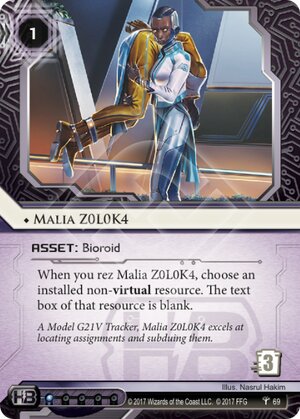 1
◆ MALIA Z0L0K4
ASSET: Bioroid
When you rez Malia Z0L0K4, choose an
installed non-virtual resource. The text
box of that resource is blank.
A Model G21V Tracker, Malia Z0L0K4 excels at
locating assignments and subduing them.
3
Illus. Nasrul Hakim
HB
© 2017 Wizards of the Coast LLC. © 2017 FFG
69